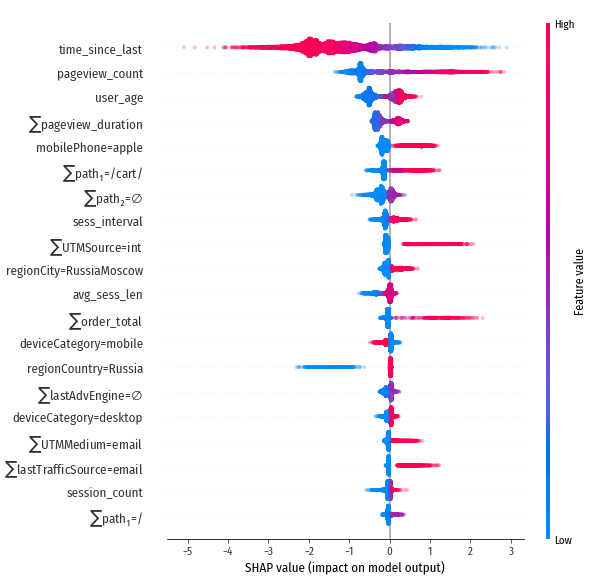 High
time_since_last
pageview_count
user_age
∑pageview_duration
mobilePhone=apple
∑path₁=/cart/
∑path₂=∅
sess_interval
∑UTMSource=int
regionCity=RussiaMoscow
avg_sess_len
∑order_total
deviceCategory=mobile
regionCountry=Russia
∑lastAdvEngine=∅
deviceCategory=desktop
∑UTMMedium=email
∑lastTrafficSource=email
session_count
∑path₁=/
Feature value
Low
−5 −4 −3 −2 −1 0 1 2 3
SHAP value (impact on model output)